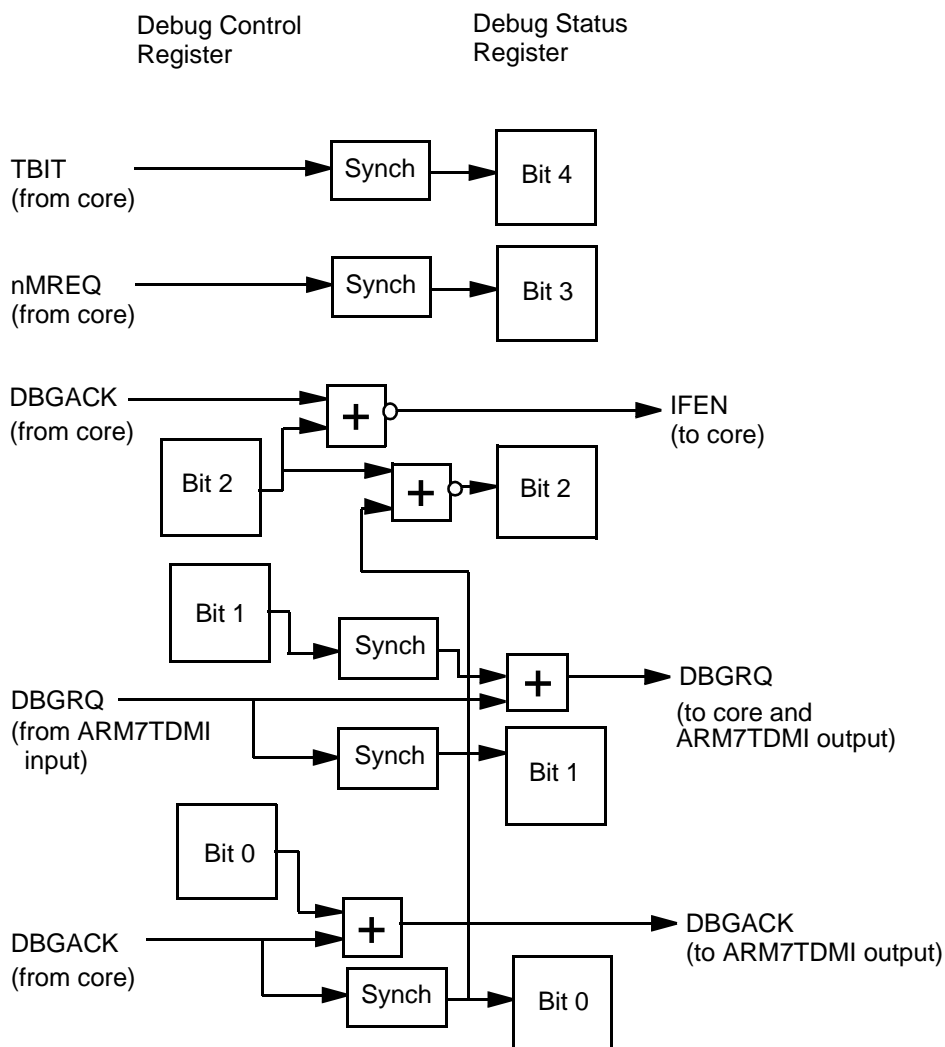 Debug Control
Register
Debug Status
Register
TBIT
(from core)
Synch
Bit 4
nMREQ
(from core)
Synch
Bit 3
DBGACK
(from core)
+
IFEN
(to core)
Bit 2
+
Bit 2
Bit 1
Synch
+
DBGRQ
(to core and
ARM7TDMI output)
DBGRQ
(from ARM7TDMI
input)
Synch
Bit 1
Bit 0
+
DBGACK
(to ARM7TDMI output)
DBGACK
(from core)
Synch
Bit 0